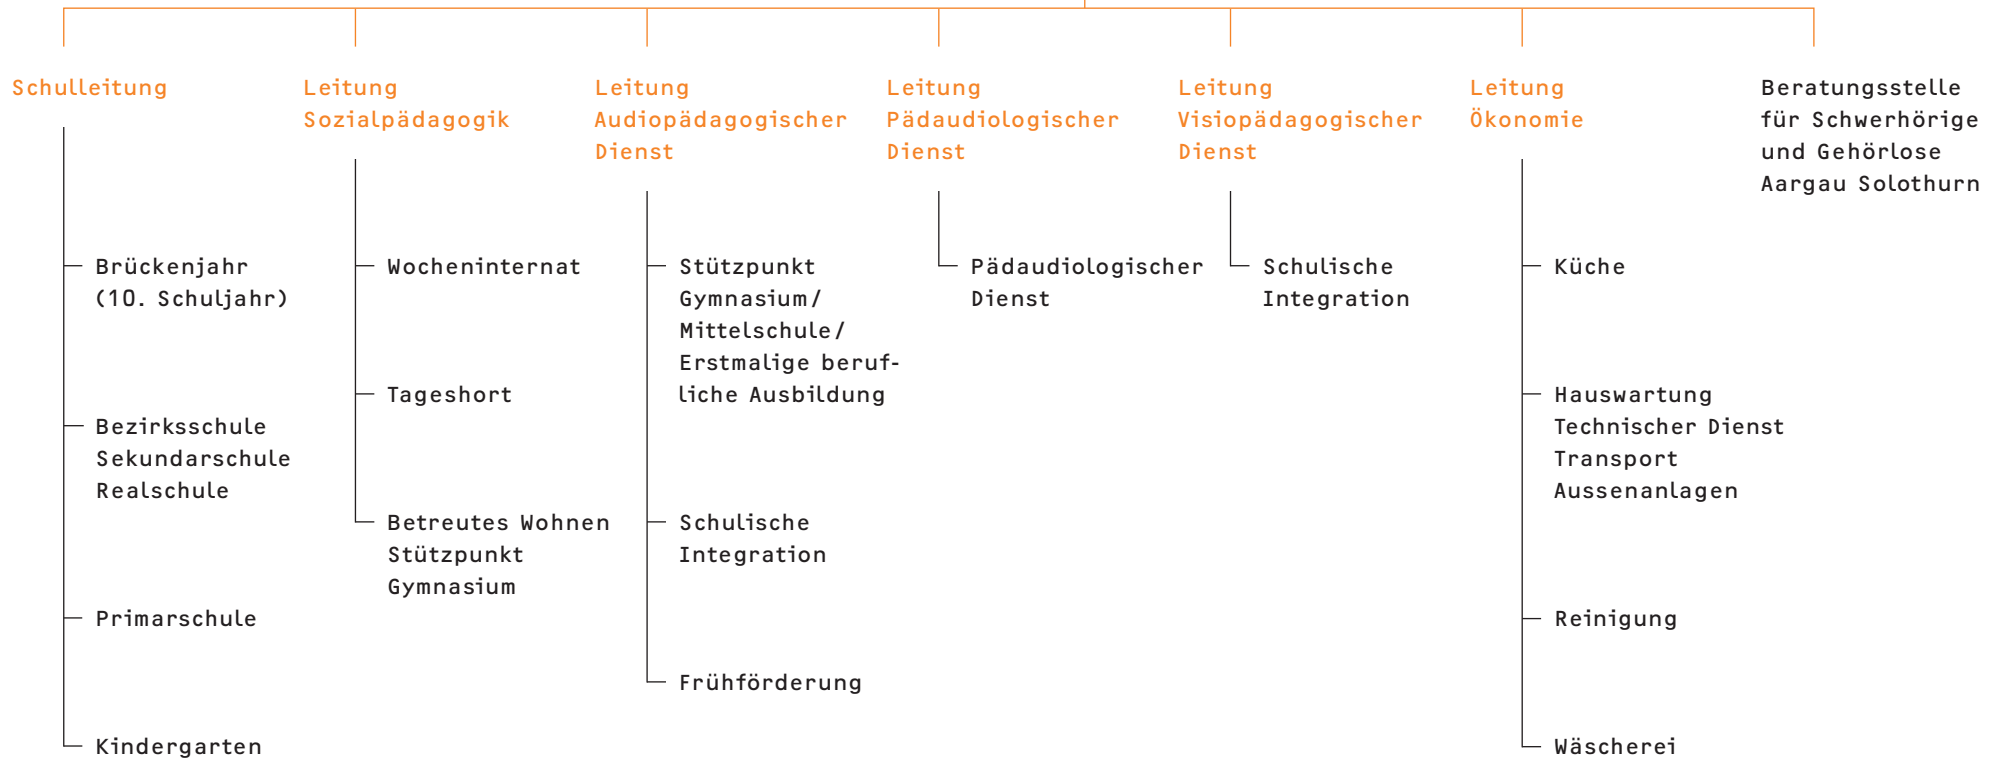 Schulleitung
Brückenjahr
(10. Schuljahr)
Bezirksschule
Sekundarschule
Realschule
Primarschule
Kindergarten
Leitung
Sozialpädagogik
Wocheninternat
Tageshort
Betreutes Wohnen
Stützpunkt
Gymnasium
Leitung
Audiopädagogischer
Dienst
Stützpunkt
Gymnasium/
Mittelschule/
Erstmalige beruf-
liche Ausbildung
Schulische
Integration
Frühförderung
Leitung
Pädaudiologischer
Dienst
Pädaudiologischer
Dienst
Leitung
Visiopädagogischer
Dienst
Schulische
Integration
Leitung
Ökonomie
Küche
Hauswartung
Technischer Dienst
Transport
Aussenanlagen
Reinigung
Wäscherei
Beratungsstelle
für Schwerhörige
und Gehörlose
Aargau Solothurn